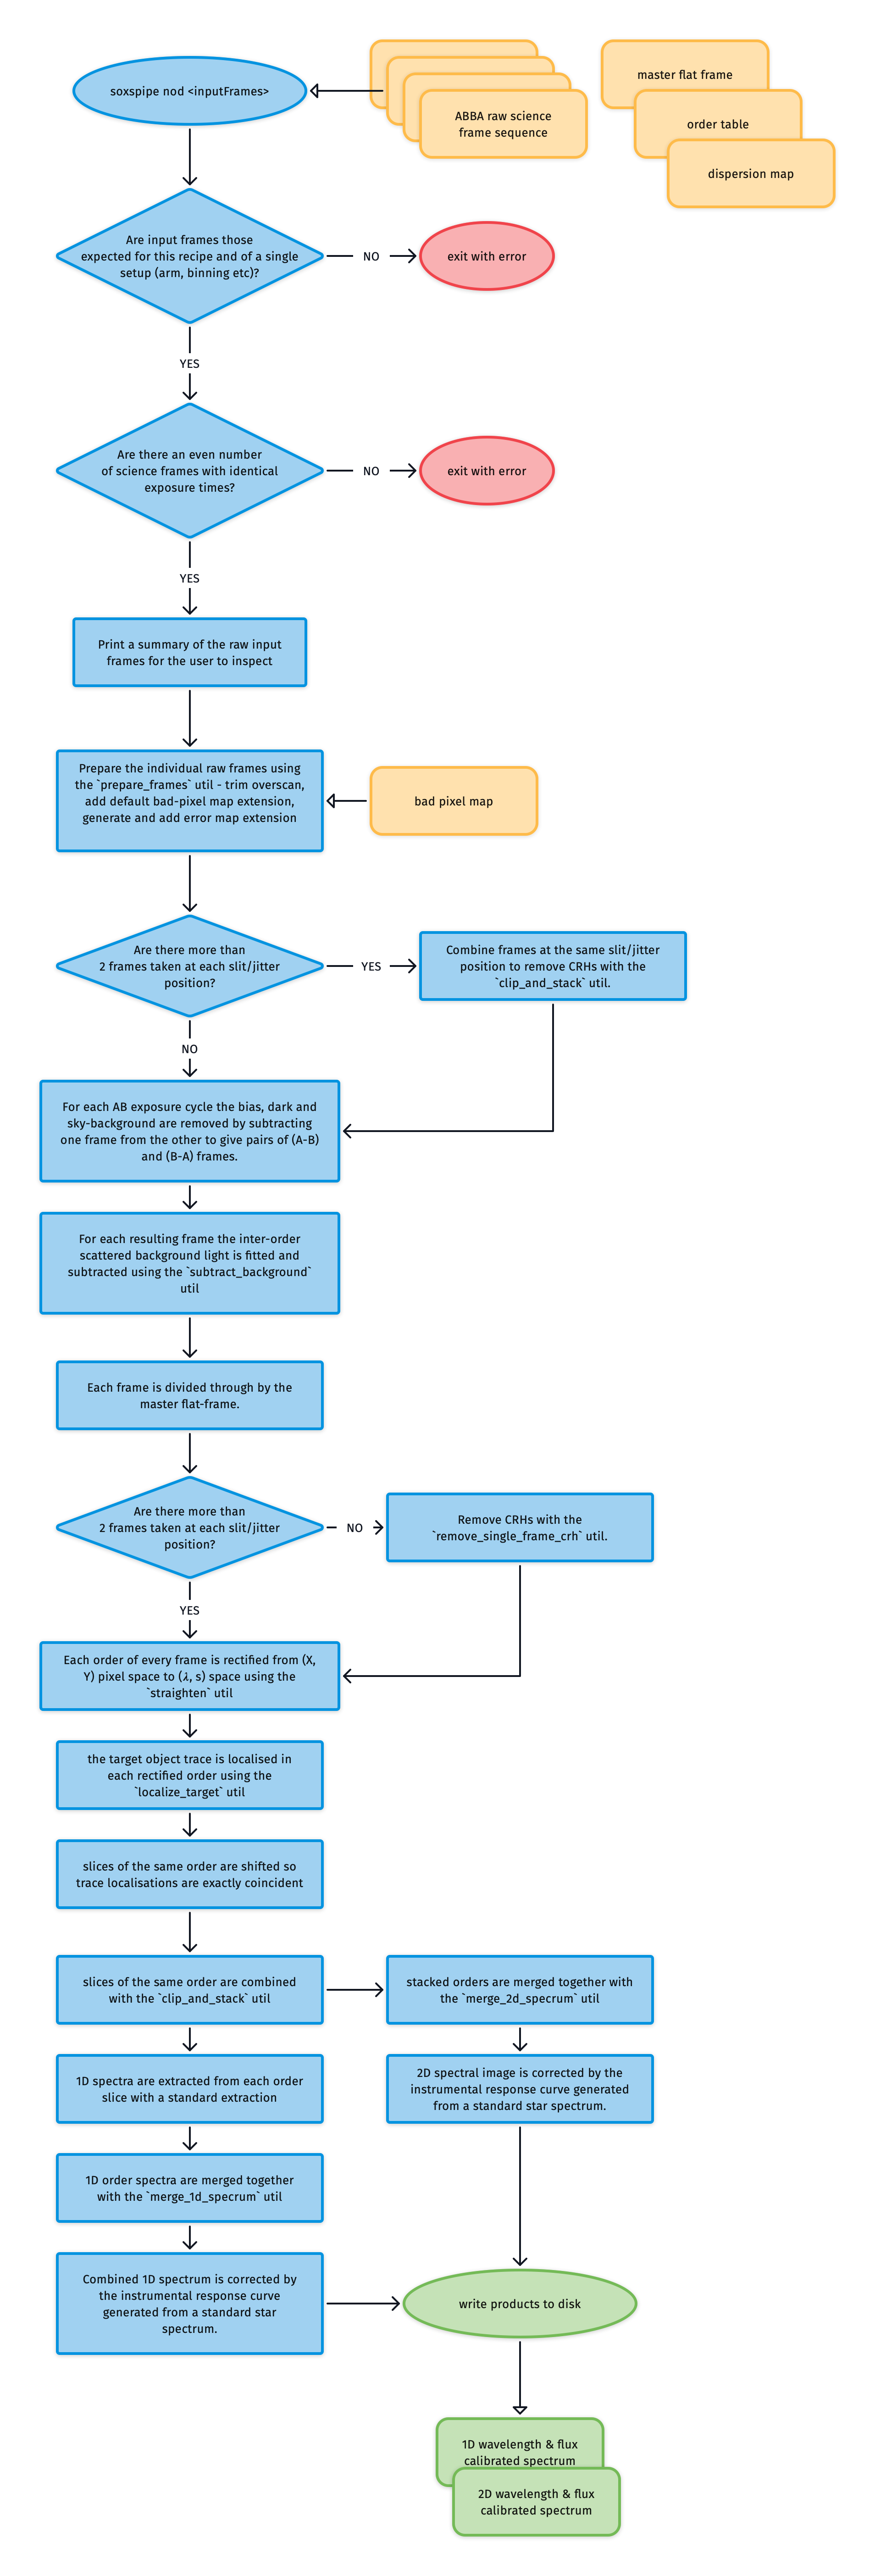 soxspipe nod <inputFrames>
ABBA raw science
frame sequence
master flat frame
order table
dispersion map
Are input frames those
expected for this recipe and of a single
setup (arm, binning etc)?
NO
exit with error
YES
Are there an even number
of science frames with identical
exposure times?
NO
exit with error
YES
Print a summary of the raw input
frames for the user to inspect
Prepare the individual raw frames using
the `prepare_frames` util - trim overscan,
add default bad-pixel map extension,
generate and add error map extension
bad pixel map
Are there more than
2 frames taken at each slit/jitter
position?
YES
Combine frames at the same slit/jitter
position to remove CRHs with the
`clip_and_stack` util.
NO
For each AB exposure cycle the bias, dark and
sky-background are removed by subtracting
one frame from the other to give pairs of (A-B)
and (B-A) frames.
For each resulting frame the inter-order
scattered background light is fitted and
subtracted using the `subtract_background`
util
Each frame is divided through by the
master flat-frame.
Are there more than
2 frames taken at each slit/jitter
position?
NO
Remove CRHs with the
`remove_single_frame_crh` util.
YES
Each order of every frame is rectified from (X,
Y) pixel space to (λ, s) space using the
`straighten` util
the target object trace is localised in
each rectified order using the
`localize_target` util
slices of the same order are shifted so
trace localisations are exactly coincident
slices of the same order are combined
with the `clip_and_stack` util
stacked orders are merged together with
the `merge_2d_specrum` util
1D spectra are extracted from each order
slice with a standard extraction
2D spectral image is corrected by the
instrumental response curve generated
from a standard star spectrum.
1D order spectra are merged together
with the `merge_1d_specrum` util
Combined 1D spectrum is corrected by
the instrumental response curve
generated from a standard star
spectrum.
write products to disk
1D wavelength & flux
calibrated spectrum
2D wavelength & flux
calibrated spectrum